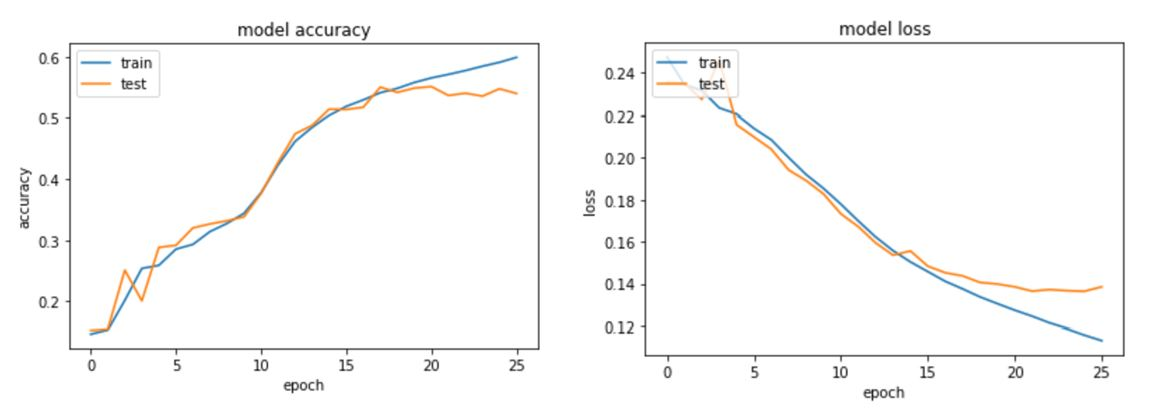 model accuracy
train
test
0.6
0.5
0.4
0.3
0.2
accuracy
0 5 10 15 20 25
epoch
model loss
train
test
0.24
0.22
0.20
0.18
0.16
0.14
0.12
loss
0 5 10 15 20 25
epoch